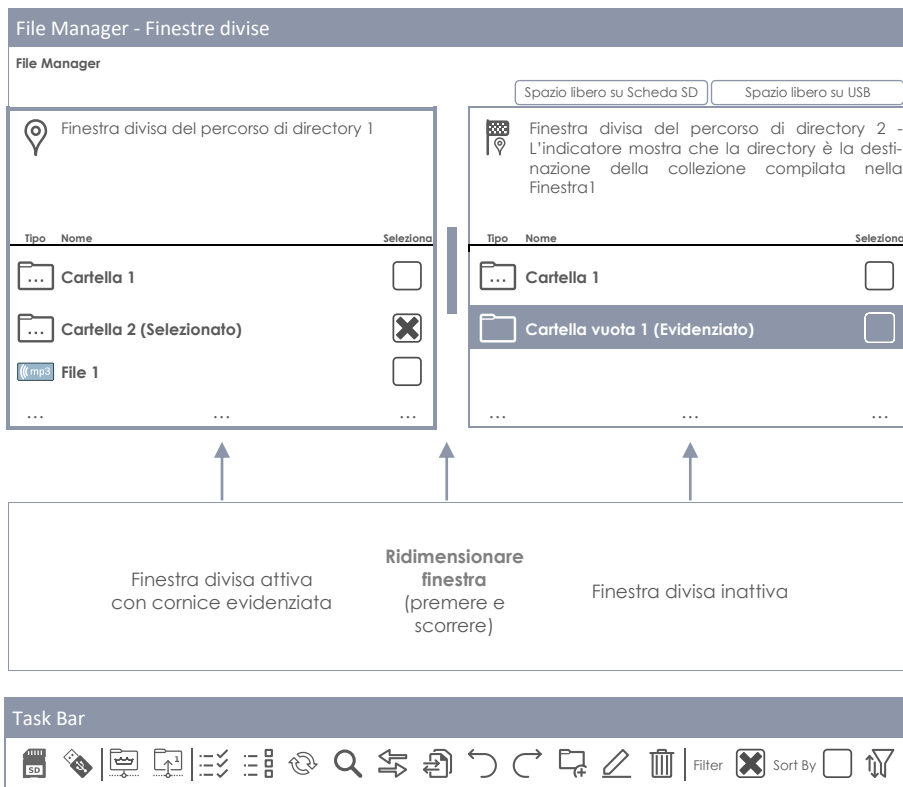 File Manager - Finestre divise
File Manager
Spazio libero su Scheda SD
Spazio libero su USB
Finestra divisa del percorso di directory 1
Finestra divisa del percorso di directory 2 -
L'indicatore mostra che la directory è la desti-
nazione della collezione compilata nella
Finestra1
Tipo Nome Seleziona
... Cartella 1
... Cartella 2 (Selezionato)
mp3 File 1
... ... ...
Tipo Nome Seleziona
... Cartella 1
Cartella vuota 1 (Evidenziato)
... ... ...
Finestra divisa attiva
con cornice evidenziata
Ridimensionare
finestra
(premere e
scorrere)
Finestra divisa inattiva
Task Bar
SD 1 Filter Sort By